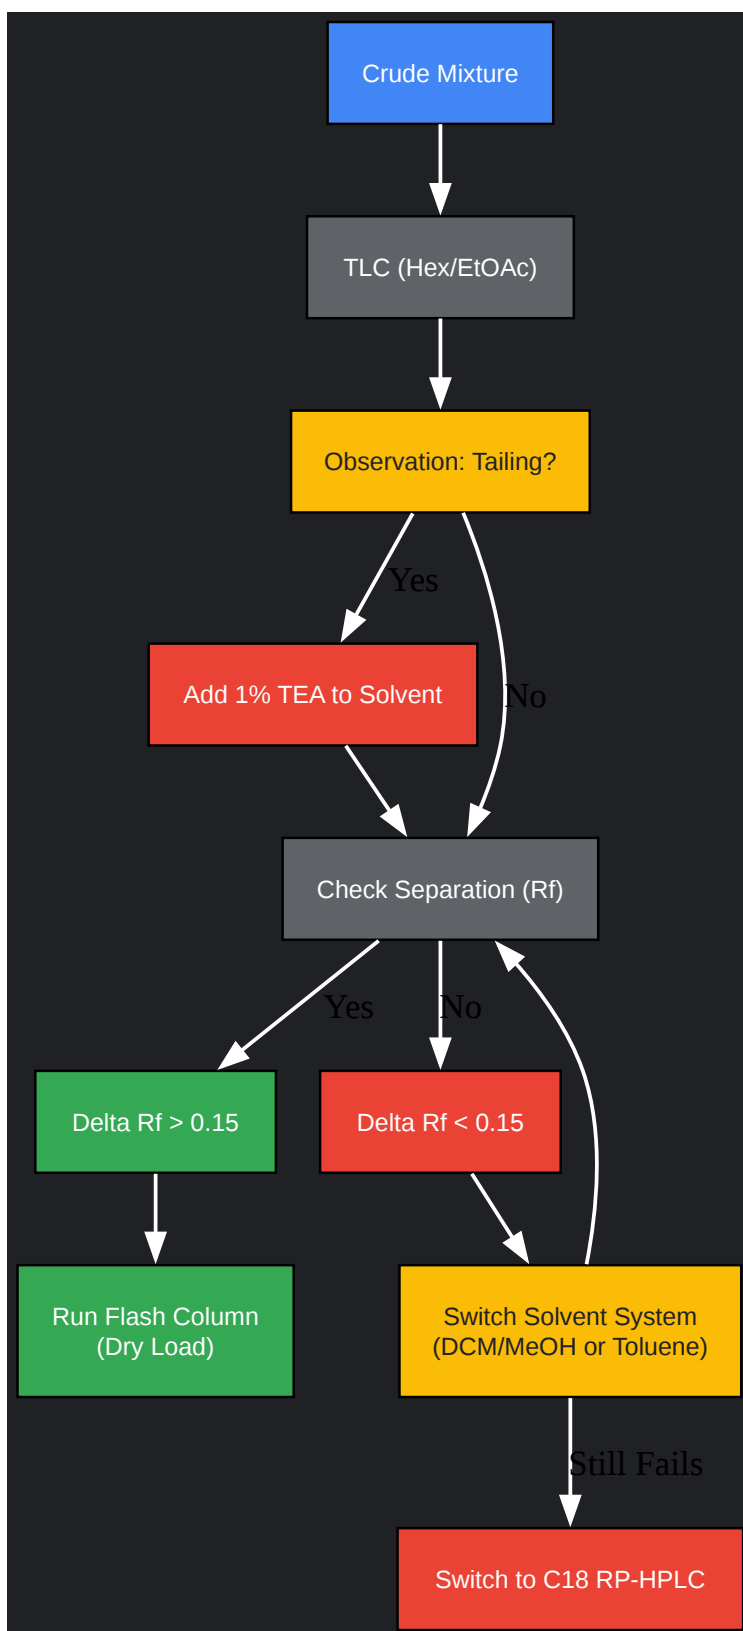 Crude Mixture
TLC (Hex/EtOAc)
Observation: Tailing?
Yes
Add 1% TEA to Solvent
No
Check Separation (Rf)
Yes
No
Delta Rf > 0.15
Delta Rf < 0.15
Run Flash Column
(Dry Load)
Switch Solvent System
(DCM/MeOH or Toluene)
Still Fails
Switch to C18 RP-HPLC